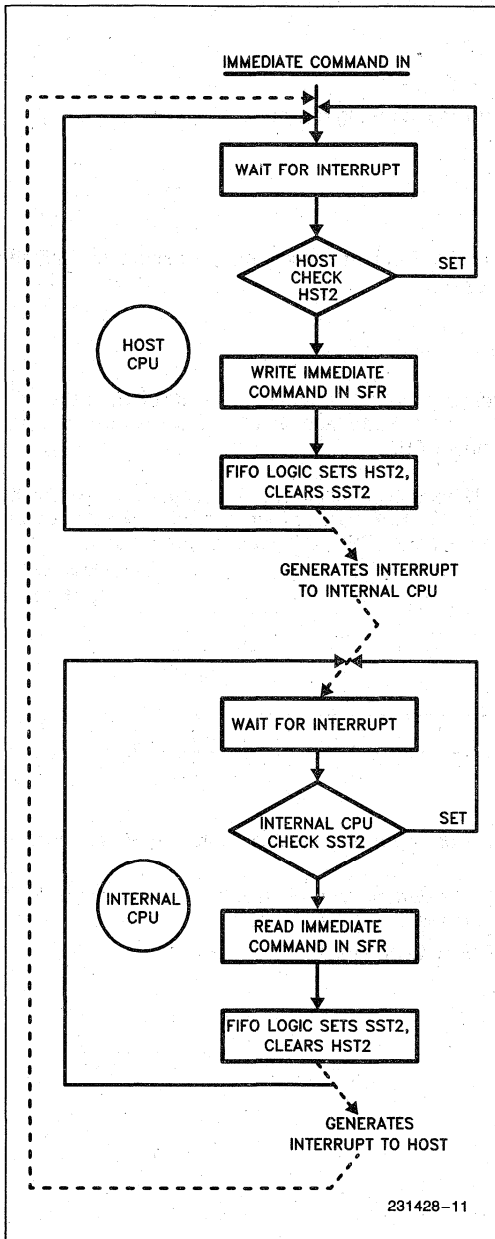 IMMEDIATE COMMAND IN
WAIT FOR INTERRUPT
HOST
CHECK
HST2
SET
HOST
CPU
WRITE IMMEDIATE
COMMAND IN SFR
FIFO LOGIC SETS HST2,
CLEARS SST2
GENERATES INTERRUPT
TO INTERNAL CPU
WAIT FOR INTERRUPT
INTERNAL CPU
CHECK SST2
SET
INTERNAL
CPU
READ IMMEDIATE
COMMAND IN SFR
FIFO LOGIC SETS SST2,
CLEARS HST2
GENERATES
INTERRUPT TO HOST
231428-11